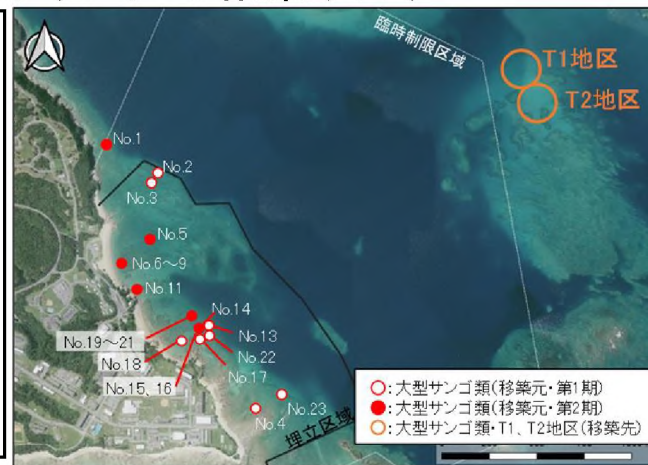 臨時制限区域
T1地区
T2地区
No.1
No.2
No.3
No.5
No.6～9
No.11
No.14
No.19～21
No.13
No.18
No.22
No.15、16
No.17
No.23
No.4
埋立区域
○:大型サンゴ類(移築元・第1期)
●:大型サンゴ類(移築元・第2期)
○:大型サンゴ類・T1、T2地区(移築先)